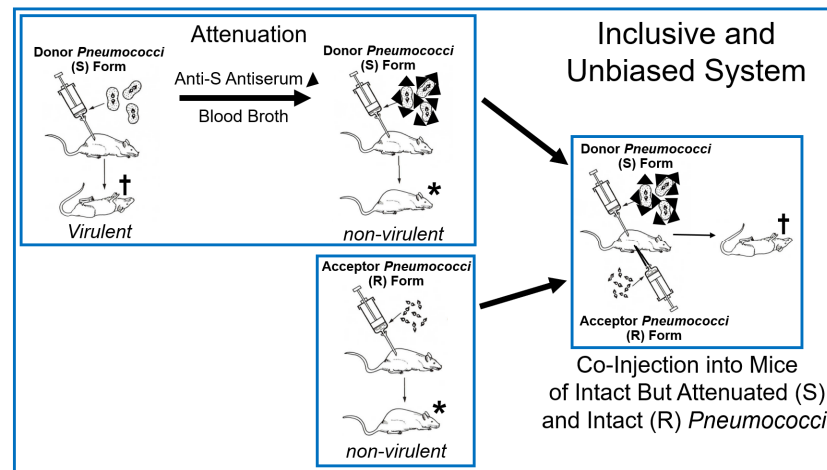 Attenuation
Donor Pneumococci
(S) Form
Virulent
Anti-S Antiserum
Blood Broth
Donor Pneumococci
(S) Form
*
non-virulent
Acceptor Pneumococci
(R) Form
*
non-virulent
Inclusive and
Unbiased System
Donor Pneumococci
(S) Form
Acceptor Pneumococci
(R) Form
Co-Injection into Mice
of Intact But Attenuated (S)
and Intact (R) Pneumococci